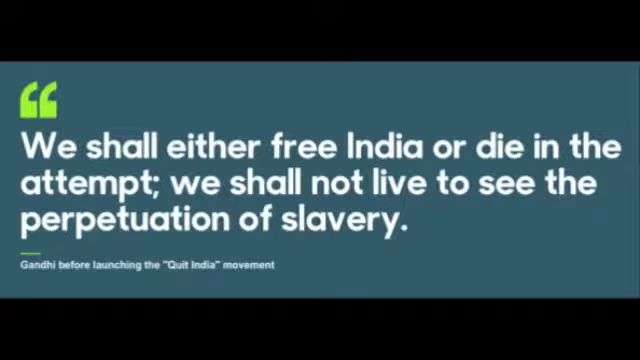 “
We shall either free India or die in the
attempt; we shall not live to see the
perpetuation of slavery.
Gandhi before launching the "Quit India" movement